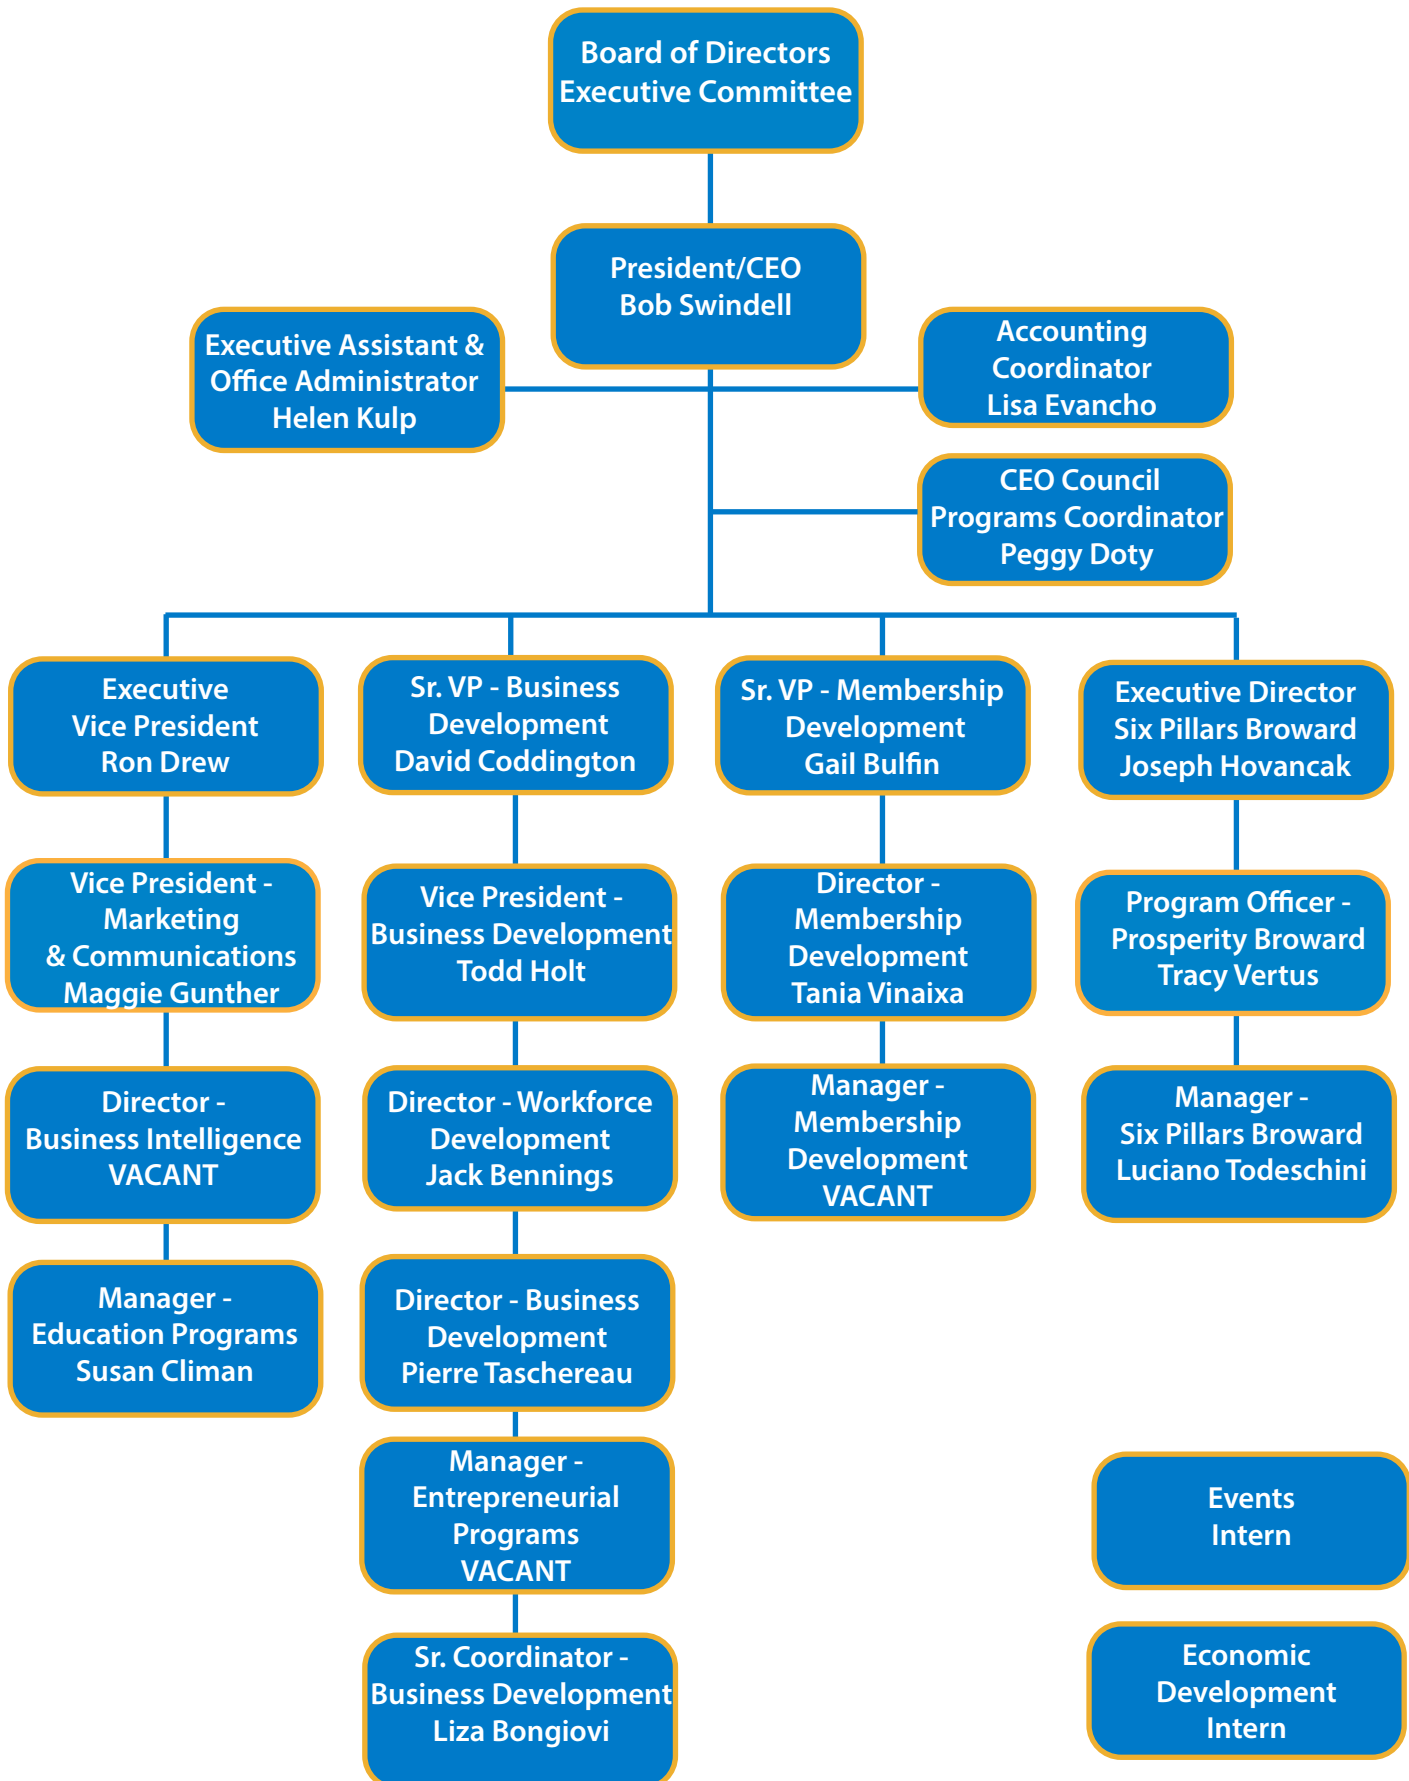 Board of Directors
Executive Committee
President/CEO
Bob Swindell
Executive Assistant &
Office Administrator
Helen Kulp
Accounting
Coordinator
Lisa Evancho
CEO Council
Programs Coordinator
Peggy Doty
Executive
Vice President
Ron Drew
Sr. VP - Business
Development
David Coddington
Sr. VP - Membership
Development
Gail Bulfin
Executive Director
Six Pillars Broward
Joseph Hovancak
Vice President -
Marketing
& Communications
Maggie Gunther
Vice President -
Business Development
Todd Holt
Director -
Membership
Development
Tania Vinaixa
Program Officer -
Prosperity Broward
Tracy Vertus
Director -
Business Intelligence
VACANT
Director - Workforce
Development
Jack Bennings
Manager -
Membership
Development
VACANT
Manager -
Six Pillars Broward
Luciano Todeschini
Manager -
Education Programs
Susan Climan
Director - Business
Development
Pierre Taschereau
Manager -
Entrepreneurial
Programs
VACANT
Events
Intern
Sr. Coordinator -
Business Development
Liza Bongiovi
Economic
Development
Intern